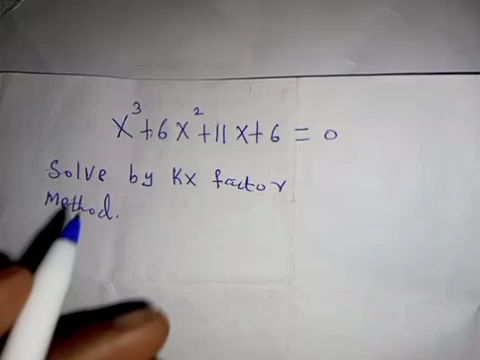 x³+6x²+11x+6 = 0
Solve by Kx factor
Method.